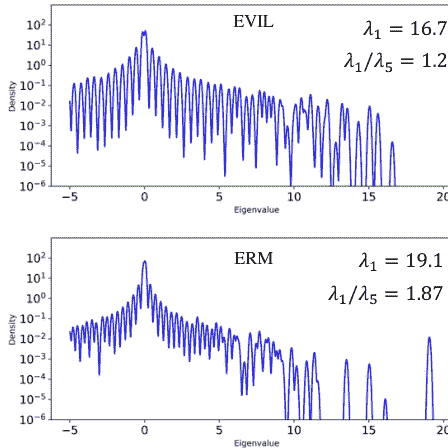 EVIL
λ₁ = 16.7
λ₁/λ₅ = 1.2
10²
10¹
10⁰
10⁻¹
10⁻²
10⁻³
10⁻⁴
10⁻⁵
10⁻⁶
Density
−5 0 5 10 15 20
Eigenvalue
ERM
λ₁ = 19.1
λ₁/λ₅ = 1.87
10²
10¹
10⁰
10⁻¹
10⁻²
10⁻³
10⁻⁴
10⁻⁵
10⁻⁶
Density
−5 0 5 10 15 20
Eigenvalue